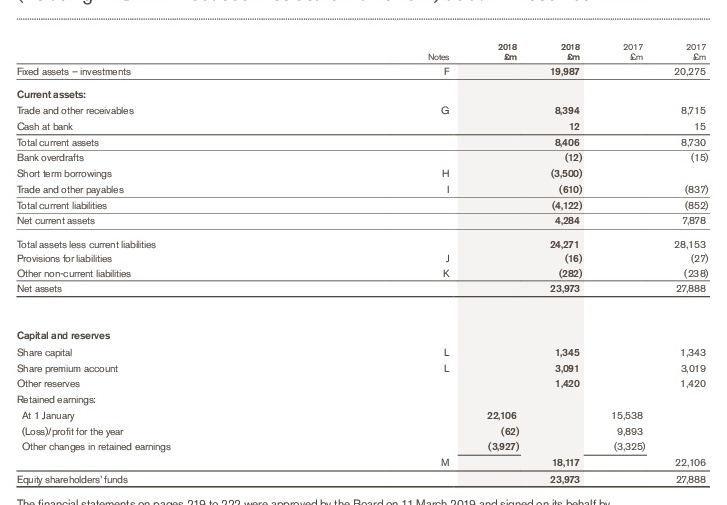 2018 2018 2017 2017
Notes £m £m £m £m
Fixed assets – investments F 19,987 20,275
Current assets:
Trade and other receivables G 8,394 8,715
Cash at bank 12 15
Total current assets 8,406 8,730
Bank overdrafts (12) (15)
Short term borrowings H (3,500)
Trade and other payables I (610) (837)
Total current liabilities (4,122) (852)
Net current assets 4,284 7,878
Total assets less current liabilities 24,271 28,153
Provisions for liabilities J (16) (27)
Other non-current liabilities K (282) (238)
Net assets 23,973 27,888
Capital and reserves
Share capital L 1,345 1,343
Share premium account L 3,091 3,019
Other reserves 1,420 1,420
Retained earnings:
At 1 January 22,106 15,538
(Loss)/profit for the year (62) 9,893
Other changes in retained earnings (3,927) (3,325)
M 18,117 22,106
Equity shareholders' funds 23,973 27,888
The financial statements on pages 219 to 222 were approved by the Board on 11 March 2019 and signed on its behalf by